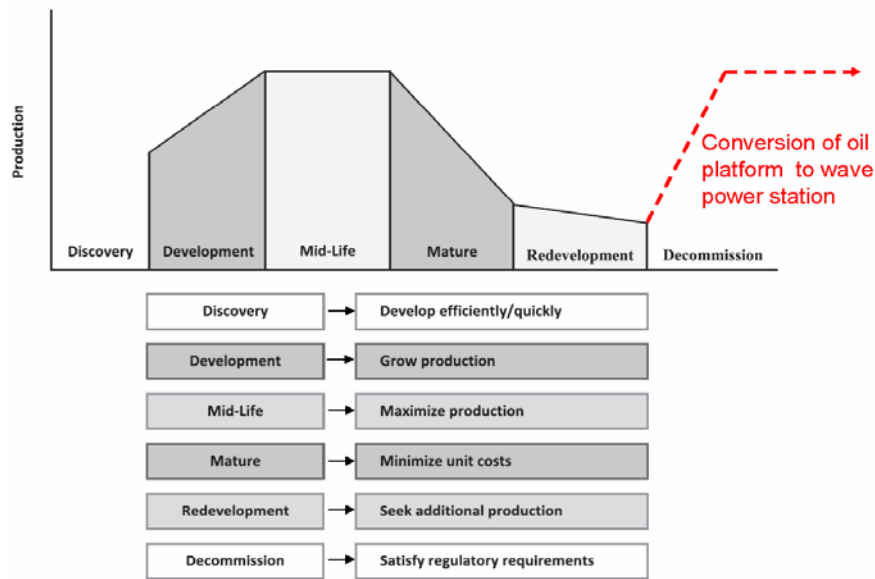 Production
Conversion of oil
platform to wave
power station
Discovery
Development
Mid-Life
Mature
Redevelopment
Decommission
Discovery
Develop efficiently/quickly
Development
Grow production
Mid-Life
Maximize production
Mature
Minimize unit costs
Redevelopment
Seek additional production
Decommission
Satisfy regulatory requirements